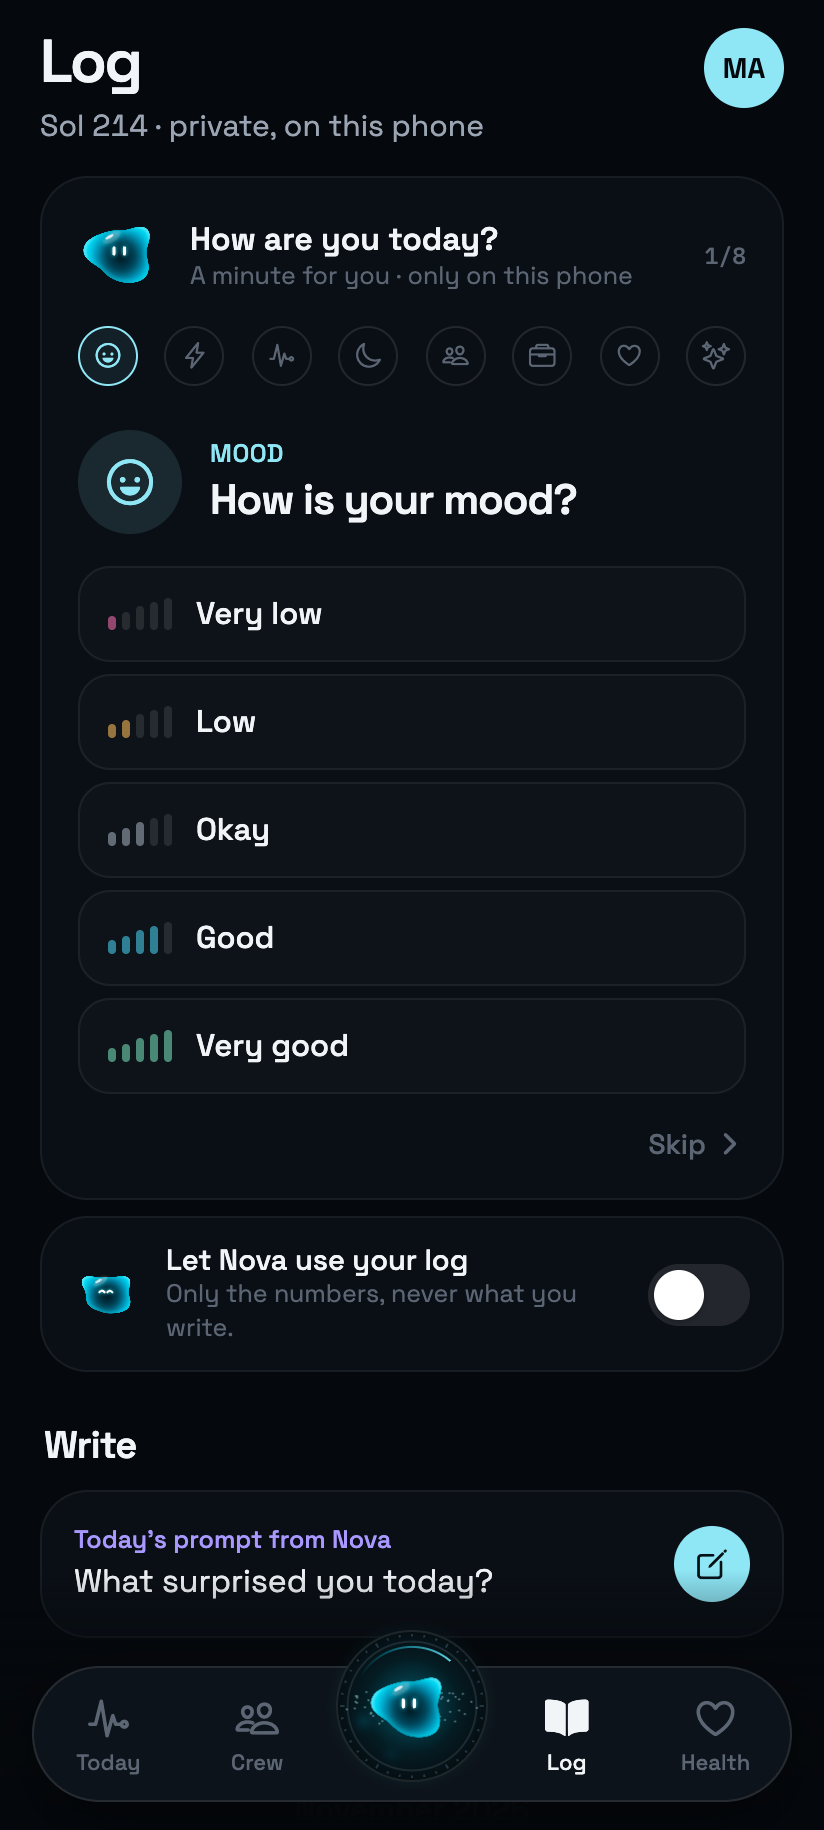 Log
MA
Sol 214 · private, on this phone
How are you today?
A minute for you · only on this phone
1/8
MOOD
How is your mood?
Very low
Low
Okay
Good
Very good
Skip
Let Nova use your log
Only the numbers, never what you
write.
Write
Today's prompt from Nova
What surprised you today?
Today
Crew
Log
Health